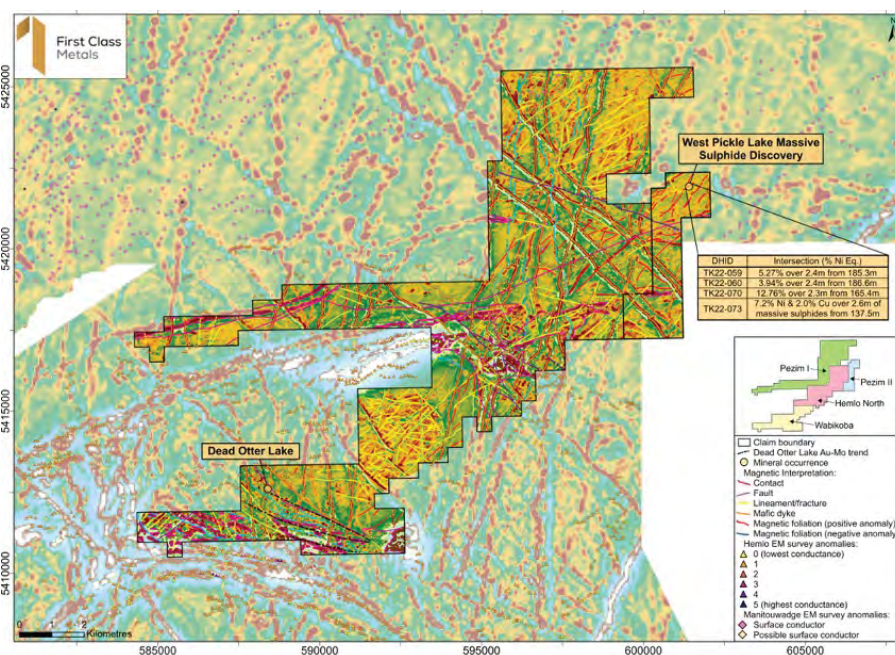 First Class
Metals
5425000
5420000
5415000
5410000
West Pickle Lake Massive
Sulphide Discovery
DHID Intersection (% Ni Eq.)
TK22-059 5.27% over 2.4m from 185.3m
TK22-060 3.94% over 2.4m from 186.6m
TK22-070 12.76% over 2.3m from 165.4m
TK22-073 7.2% Ni & 2.0% Cu over 2.6m of
massive sulphides from 137.5m
Dead Otter Lake
Pezim I
Pezim II
Hemlo North
Wabikoba
Claim boundary
Dead Otter Lake Au-Mo trend
Mineral occurrence
Magnetic Interpretation:
Contact
Fault
Lineament/fracture
Mafic dyke
Magnetic foliation (positive anomaly)
Magnetic foliation (negative anomaly
Hemlo EM survey anomalies:
0 (lowest conductance)
1
2
3
4
5 (highest conductance)
Manitouwadge EM survey anomalies:
Surface conductor
Possible surface conductor
0 1 2
Kilometres
585000 590000 595000 600000 605000